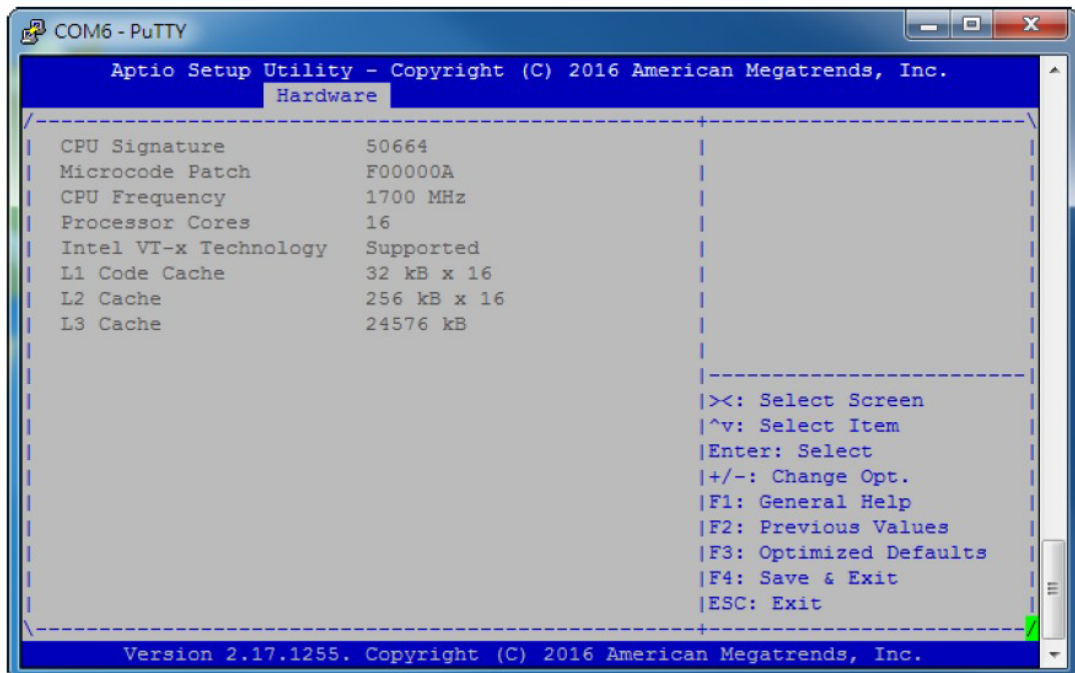 COM6 - PuTTY
Aptio Setup Utility - Copyright (C) 2016 American Megatrends, Inc.
Hardware
/----------------------------------------------------+-------------------------\
CPU Signature 50664
Microcode Patch F00000A
CPU Frequency 1700 MHz
Processor Cores 16
Intel VT-x Technology Supported
L1 Code Cache 32 kB x 16
L2 Cache 256 kB x 16
L3 Cache 24576 kB
><: Select Screen
^v: Select Item
Enter: Select
+/-: Change Opt.
F1: General Help
F2: Previous Values
F3: Optimized Defaults
F4: Save & Exit
ESC: Exit
\----------------------------------------------------+-------------------------/
Version 2.17.1255. Copyright (C) 2016 American Megatrends, Inc.